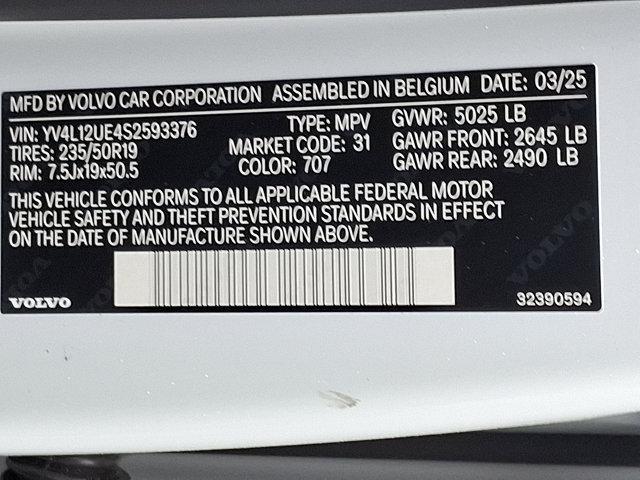 MFD BY VOLVO CAR CORPORATION ASSEMBLED IN BELGIUM DATE: 03/25
VIN: YV4L12UE4S2593376 TYPE: MPV GVWR: 5025 LB
TIRES: 235/50R19 MARKET CODE: 31 GAWR FRONT: 2645 LB
RIM: 7.5Jx19x50.5 COLOR: 707 GAWR REAR: 2490 LB
THIS VEHICLE CONFORMS TO ALL APPLICABLE FEDERAL MOTOR
VEHICLE SAFETY AND THEFT PREVENTION STANDARDS IN EFFECT
ON THE DATE OF MANUFACTURE SHOWN ABOVE.
VOLVO 32390594